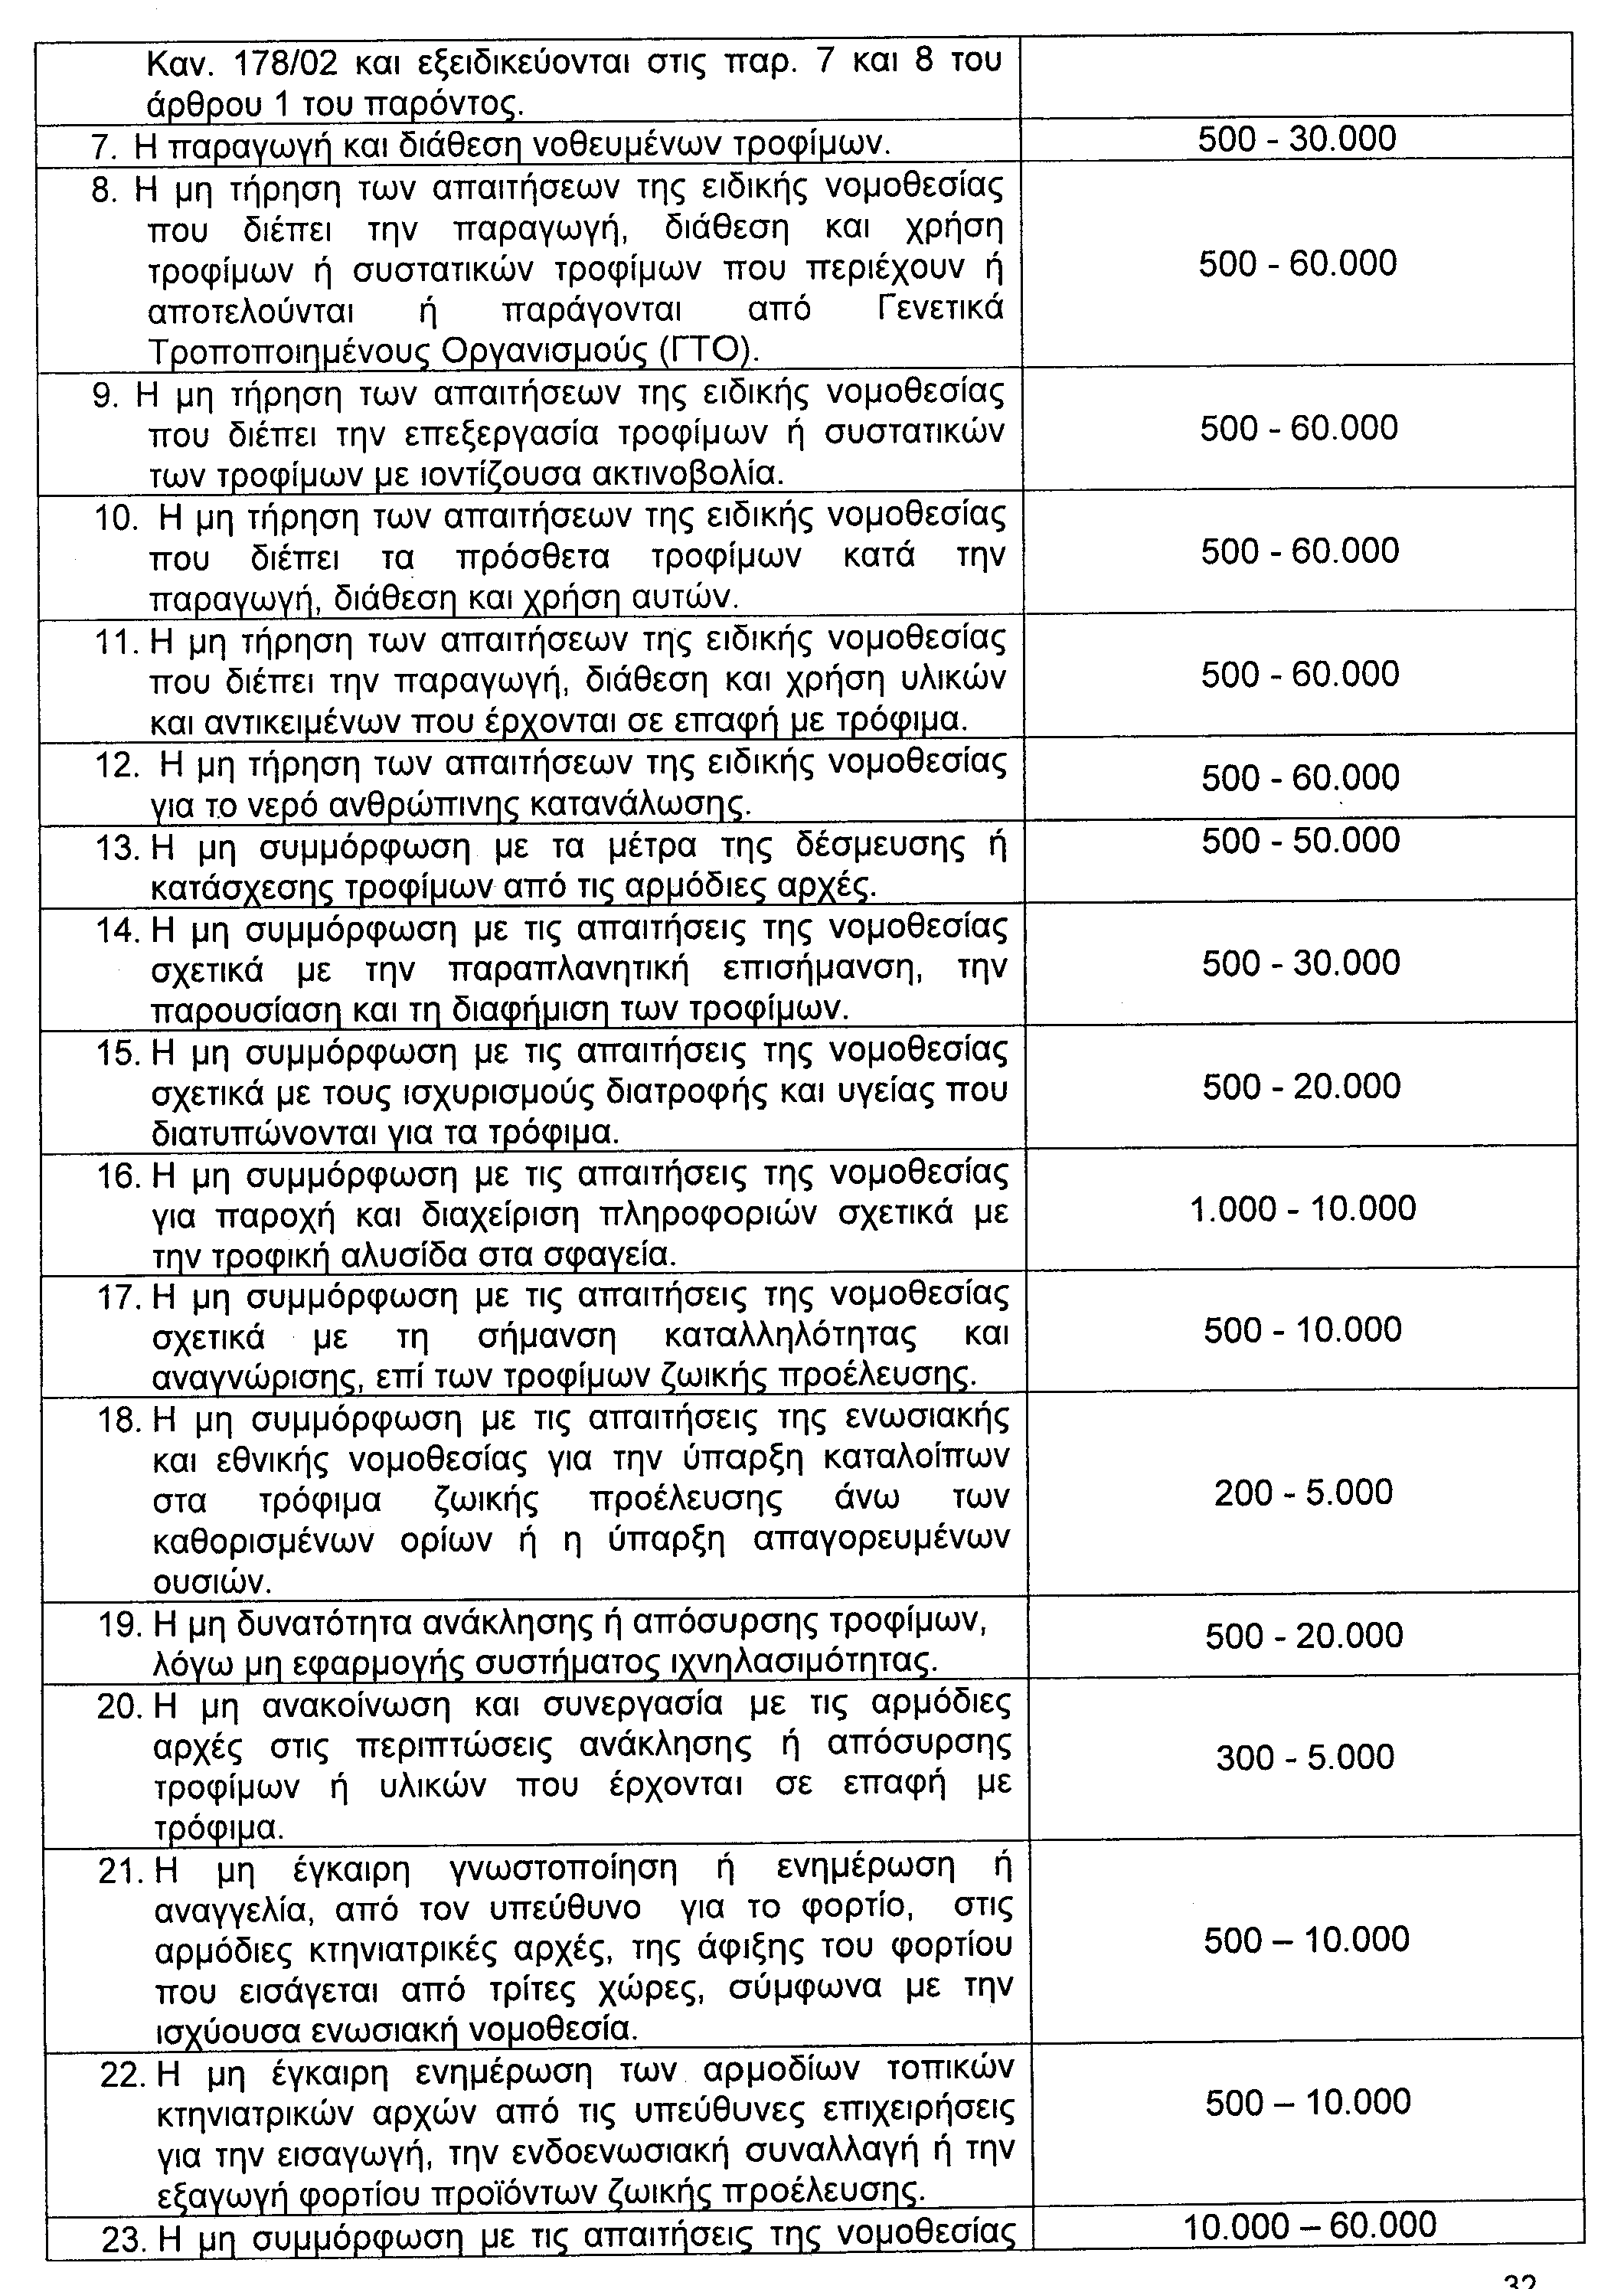 Καν. 178/02 και εξειδικεύονται στις παρ. 7 και 8 του
άρθρου 1 του παρόντος.
7. Η παραγωγή και διάθεση νοθευμένων τροφίμων.
500 - 30.000
8. Η μη τήρηση των απαιτήσεων της ειδικής νομοθεσίας
που διέπει την παραγωγή, διάθεση και χρήση
τροφίμων ή συστατικών τροφίμων που περιέχουν ή
αποτελούνται ή παράγονται από Γενετικά
Τροποποιημένους Οργανισμούς (ΓΤΟ).
500 - 60.000
9. Η μη τήρηση των απαιτήσεων της ειδικής νομοθεσίας
που διέπει την επεξεργασία τροφίμων ή συστατικών
των τροφίμων με ιοντίζουσα ακτινοβολία.
500 - 60.000
10. Η μη τήρηση των απαιτήσεων της ειδικής νομοθεσίας
που διέπει τα πρόσθετα τροφίμων κατά την
παραγωγή, διάθεση και χρήση αυτών.
500 - 60.000
11. Η μη τήρηση των απαιτήσεων της ειδικής νομοθεσίας
που διέπει την παραγωγή, διάθεση και χρήση υλικών
και αντικειμένων που έρχονται σε επαφή με τρόφιμα.
500 - 60.000
12. Η μη τήρηση των απαιτήσεων της ειδικής νομοθεσίας
για το νερό ανθρώπινης κατανάλωσης.
500 - 60.000
13. Η μη συμμόρφωση με τα μέτρα της δέσμευσης ή
κατάσχεσης τροφίμων από τις αρμόδιες αρχές.
500 - 50.000
14. Η μη συμμόρφωση με τις απαιτήσεις της νομοθεσίας
σχετικά με την παραπλανητική επισήμανση, την
παρουσίαση και τη διαφήμιση των τροφίμων.
500 - 30.000
15. Η μη συμμόρφωση με τις απαιτήσεις της νομοθεσίας
σχετικά με τους ισχυρισμούς διατροφής και υγείας που
διατυπώνονται για τα τρόφιμα.
500 - 20.000
16. Η μη συμμόρφωση με τις απαιτήσεις της νομοθεσίας
για παροχή και διαχείριση πληροφοριών σχετικά με
την τροφική αλυσίδα στα σφαγεία.
1.000 - 10.000
17. Η μη συμμόρφωση με τις απαιτήσεις της νομοθεσίας
σχετικά με τη σήμανση καταλληλότητας και
αναγνώρισης, επί των τροφίμων ζωικής προέλευσης.
500 - 10.000
18. Η μη συμμόρφωση με τις απαιτήσεις της ενωσιακής
και εθνικής νομοθεσίας για την ύπαρξη καταλοίπων
στα τρόφιμα ζωικής προέλευσης άνω των
καθορισμένων ορίων ή η ύπαρξη απαγορευμένων
ουσιών.
200 - 5.000
19. Η μη δυνατότητα ανάκλησης ή απόσυρσης τροφίμων,
λόγω μη εφαρμογής συστήματος ιχνηλασιμότητας.
500 - 20.000
20. Η μη ανακοίνωση και συνεργασία με τις αρμόδιες
αρχές στις περιπτώσεις ανάκλησης ή απόσυρσης
τροφίμων ή υλικών που έρχονται σε επαφή με
τρόφιμα.
300 - 5.000
21. Η μη έγκαιρη γνωστοποίηση ή ενημέρωση ή
αναγγελία, από τον υπεύθυνο για το φορτίο, στις
αρμόδιες κτηνιατρικές αρχές, της άφιξης του φορτίου
που εισάγεται από τρίτες χώρες, σύμφωνα με την
ισχύουσα ενωσιακή νομοθεσία.
500 – 10.000
22. Η μη έγκαιρη ενημέρωση των αρμοδίων τοπικών
κτηνιατρικών αρχών από τις υπεύθυνες επιχειρήσεις
για την εισαγωγή, την ενδοενωσιακή συναλλαγή ή την
εξαγωγή φορτίου προϊόντων ζωικής προέλευσης.
500 – 10.000
23. Η μη συμμόρφωση με τις απαιτήσεις της νομοθεσίας
10.000 – 60.000
32